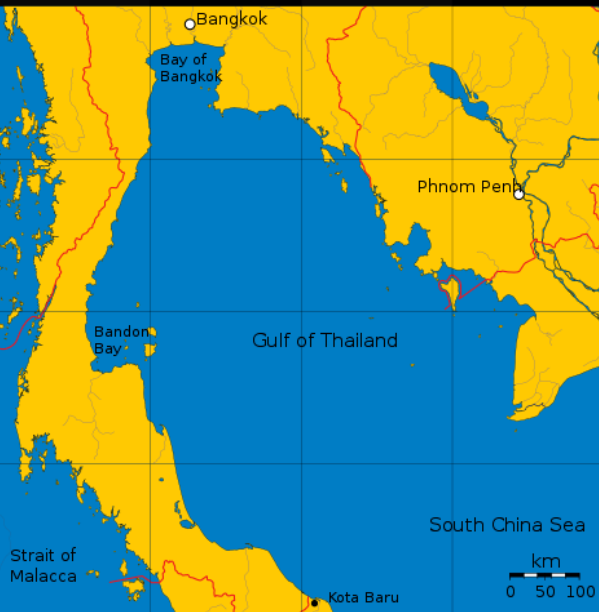 Bangkok
Bay of
Bangkok
Phnom Penh
Bandon
Bay
Gulf of Thailand
South China Sea
Strait of
Malacca
km
0 50 100
Kota Baru